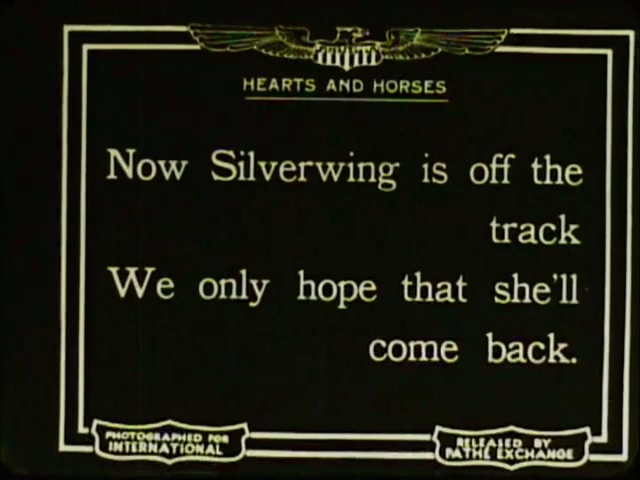 HEARTS AND HORSES
Now Silverwing is off the
track
We only hope that she'll
come back.
PHOTOGRAPHED FOR
INTERNATIONAL
RELEASED BY
PATHE EXCHANGE